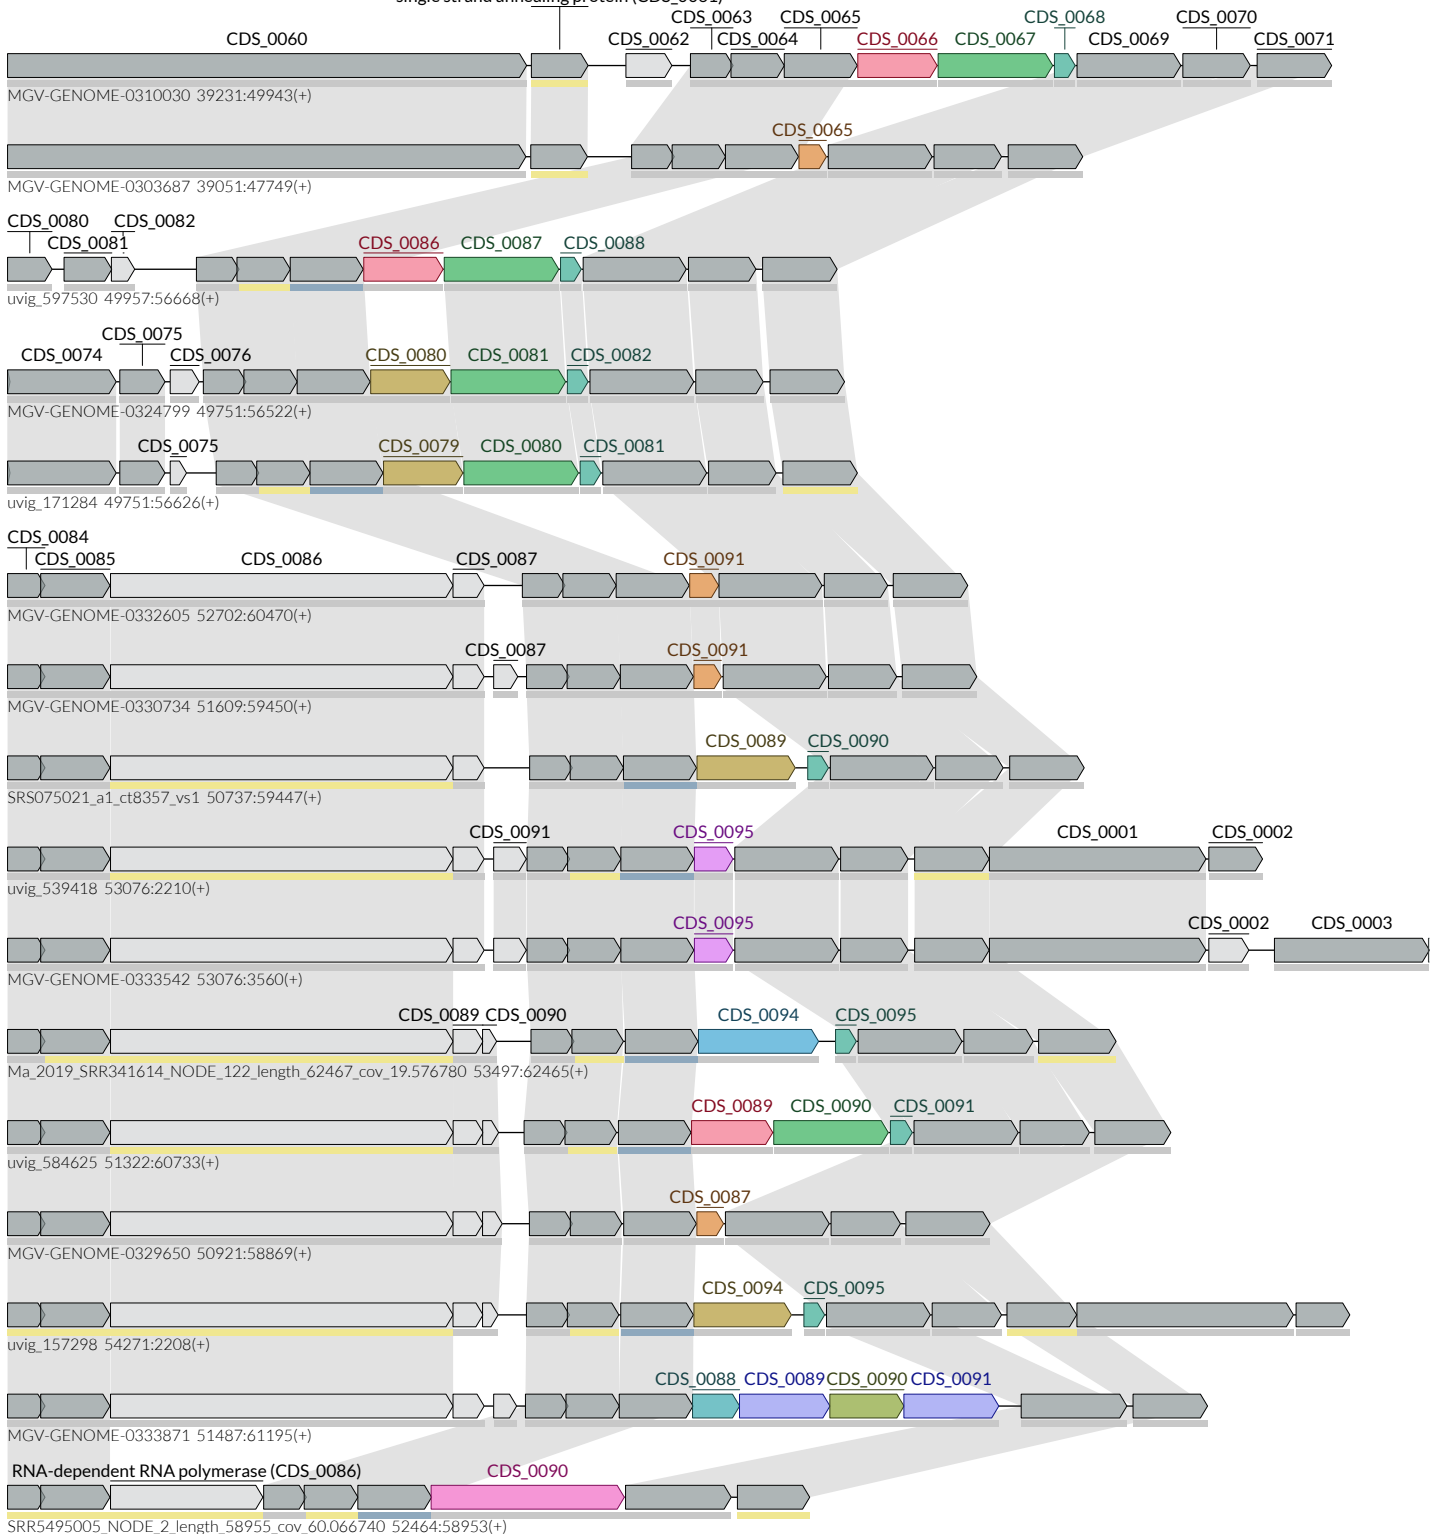 single strand annealing protein (CDS_0061)
CDS_0063 CDS_0065 CDS_0068 CDS_0070
CDS_0060 CDS_0062 CDS_0064 CDS_0066 CDS_0067 CDS_0069 CDS_0071
MGV-GENOME-0310030 39231:49943(+)
CDS_0065
MGV-GENOME-0303687 39051:47749(+)
CDS_0080 CDS_0082
CDS_0081 CDS_0086 CDS_0087 CDS_0088
uvig_597530 49957:56668(+)
CDS_0075
CDS_0074 CDS_0076 CDS_0080 CDS_0081 CDS_0082
MGV-GENOME-0324799 49751:56522(+)
CDS_0075 CDS_0079 CDS_0080 CDS_0081
uvig_171284 49751:56626(+)
CDS_0084
CDS_0085 CDS_0086 CDS_0087 CDS_0091
MGV-GENOME-0332605 52702:60470(+)
CDS_0087 CDS_0091
MGV-GENOME-0330734 51609:59450(+)
CDS_0089 CDS_0090
SRS075021_a1_ct8357_vs1 50737:59447(+)
CDS_0091 CDS_0095 CDS_0001 CDS_0002
uvig_539418 53076:2210(+)
CDS_0095 CDS_0002 CDS_0003
MGV-GENOME-0333542 53076:3560(+)
CDS_0089 CDS_0090 CDS_0094 CDS_0095
Ma_2019_SRR341614_NODE_122_length_62467_cov_19.576780 53497:62465(+)
CDS_0089 CDS_0090 CDS_0091
uvig_584625 51322:60733(+)
CDS_0087
MGV-GENOME-0329650 50921:58869(+)
CDS_0094 CDS_0095
uvig_157298 54271:2208(+)
CDS_0088 CDS_0089 CDS_0090 CDS_0091
MGV-GENOME-0333871 51487:61195(+)
RNA-dependent RNA polymerase (CDS_0086) CDS_0090
SRR5495005_NODE_2_length_58955_cov_60.066740 52464:58953(+)